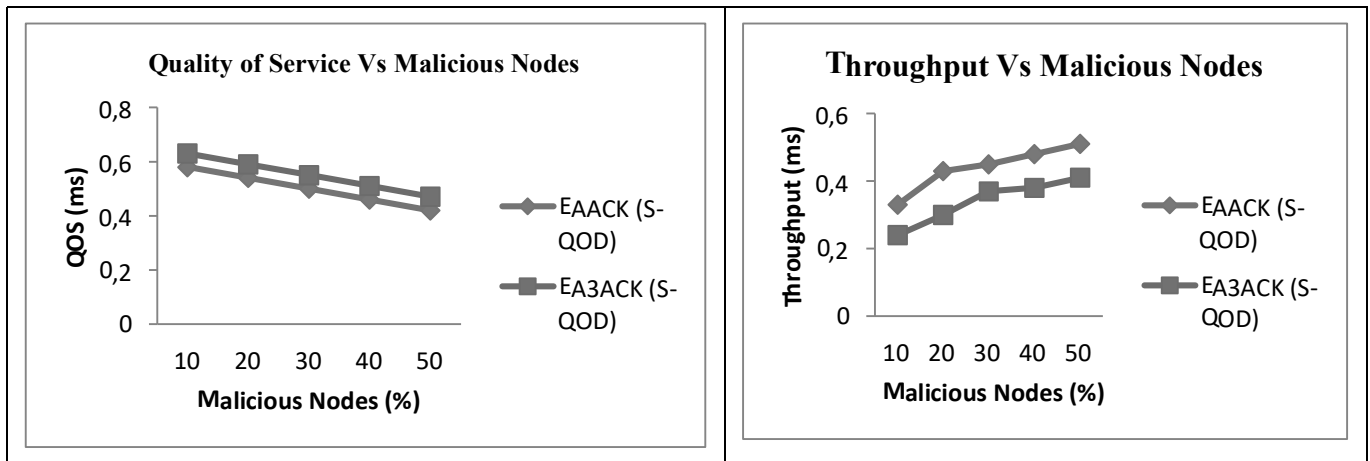 Quality of Service Vs Malicious Nodes
0,8
0,6
0,4
0,2
0
QOS (ms)
10 20 30 40 50
Malicious Nodes (%)
EAACK (S-
QOD)
EA3ACK (S-
QOD)
Throughput Vs Malicious Nodes
0,6
0,4
0,2
0
Throughput (ms)
10 20 30 40 50
Malicious Nodes (%)
EAACK (S-
QOD)
EA3ACK (S-
QOD)